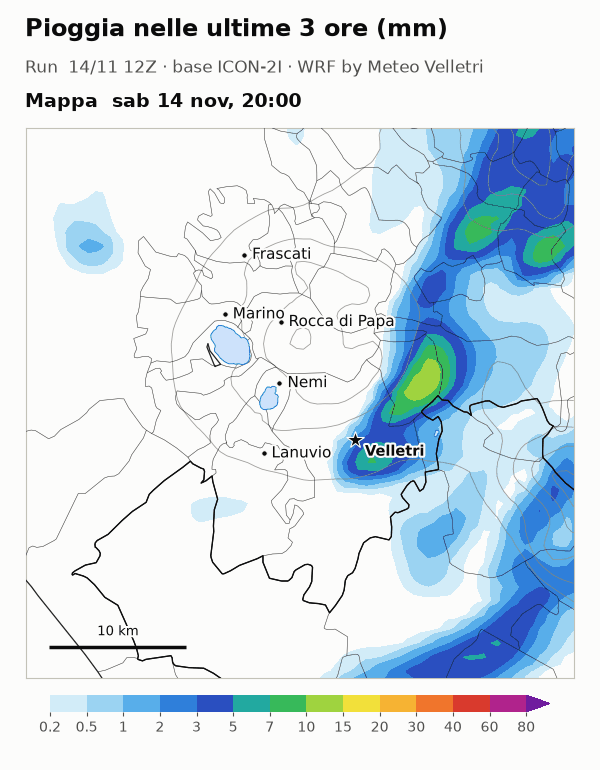 Pioggia nelle ultime 3 ore (mm)
Run  14/11 12Z · base ICON-2I · WRF by Meteo Velletri
Mappa  sab 14 nov, 20:00
Frascati
Marino
Rocca di Papa
Nemi
Velletri
Lanuvio
10 km
0.2 0.5 1 2 3 5 7 10 15 20 30 40 60 80